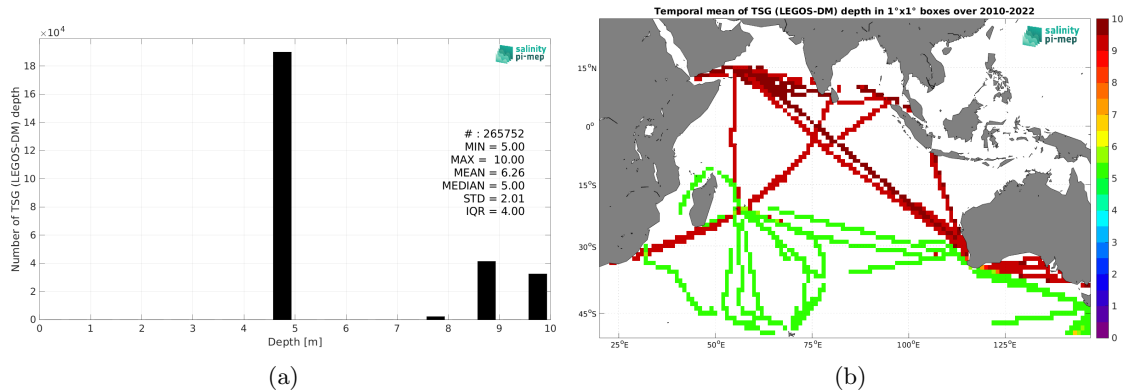 ×10⁴
18
16
14
12
10
8
6
4
2
0
Number of TSG (LEGOS-DM) depth
salinity
pi-mep
# : 265752
MIN = 5.00
MAX = 10.00
MEAN = 6.26
MEDIAN = 5.00
STD = 2.01
IQR = 4.00
0 1 2 3 4 5 6 7 8 9 10
Depth [m]
(a)
Temporal mean of TSG (LEGOS-DM) depth in 1°x1° boxes over 2010-2022
salinity
pi-mep
15°N
0°
15°S
30°S
45°S
25°E 50°E 75°E 100°E 125°E
10
9
8
7
6
5
4
3
2
1
0
(b)